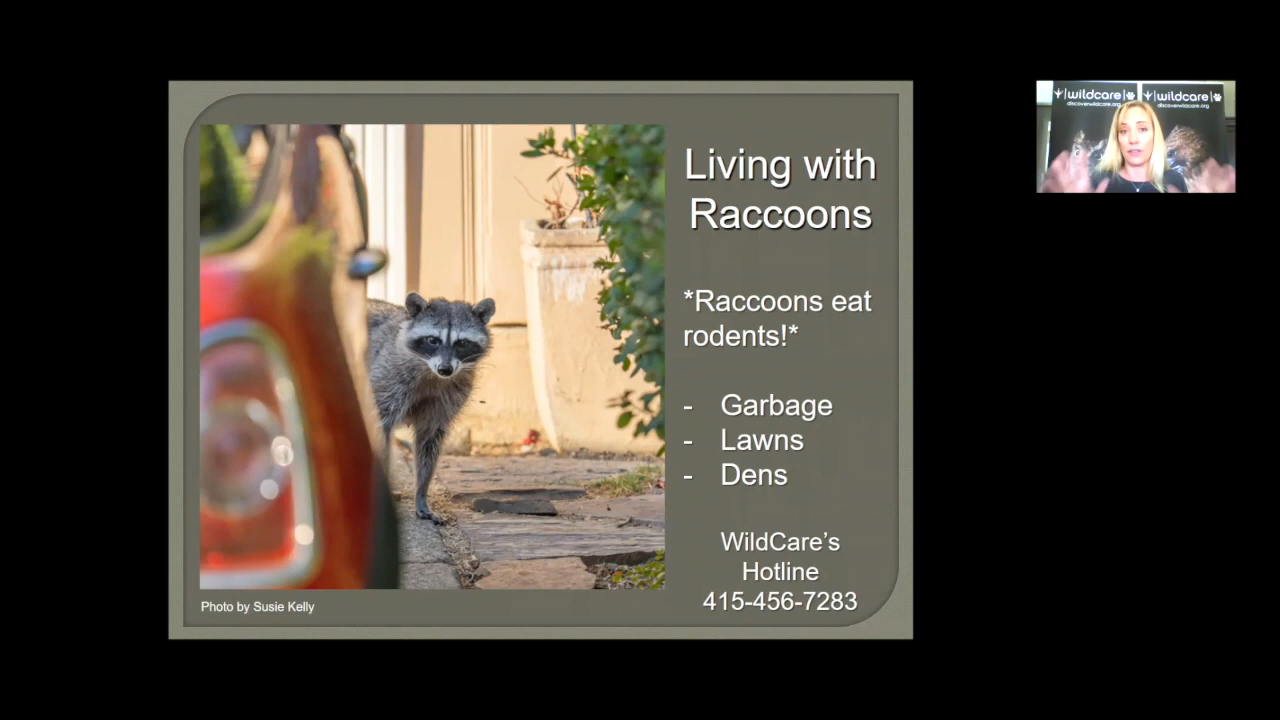 Living with
Raccoons
*Raccoons eat
rodents!*
- Garbage
- Lawns
- Dens
WildCare's
Hotline
415-456-7283
Photo by Susie Kelly
|wildcare| |wildcare|
discoverwildcare.org discoverwildcare.org